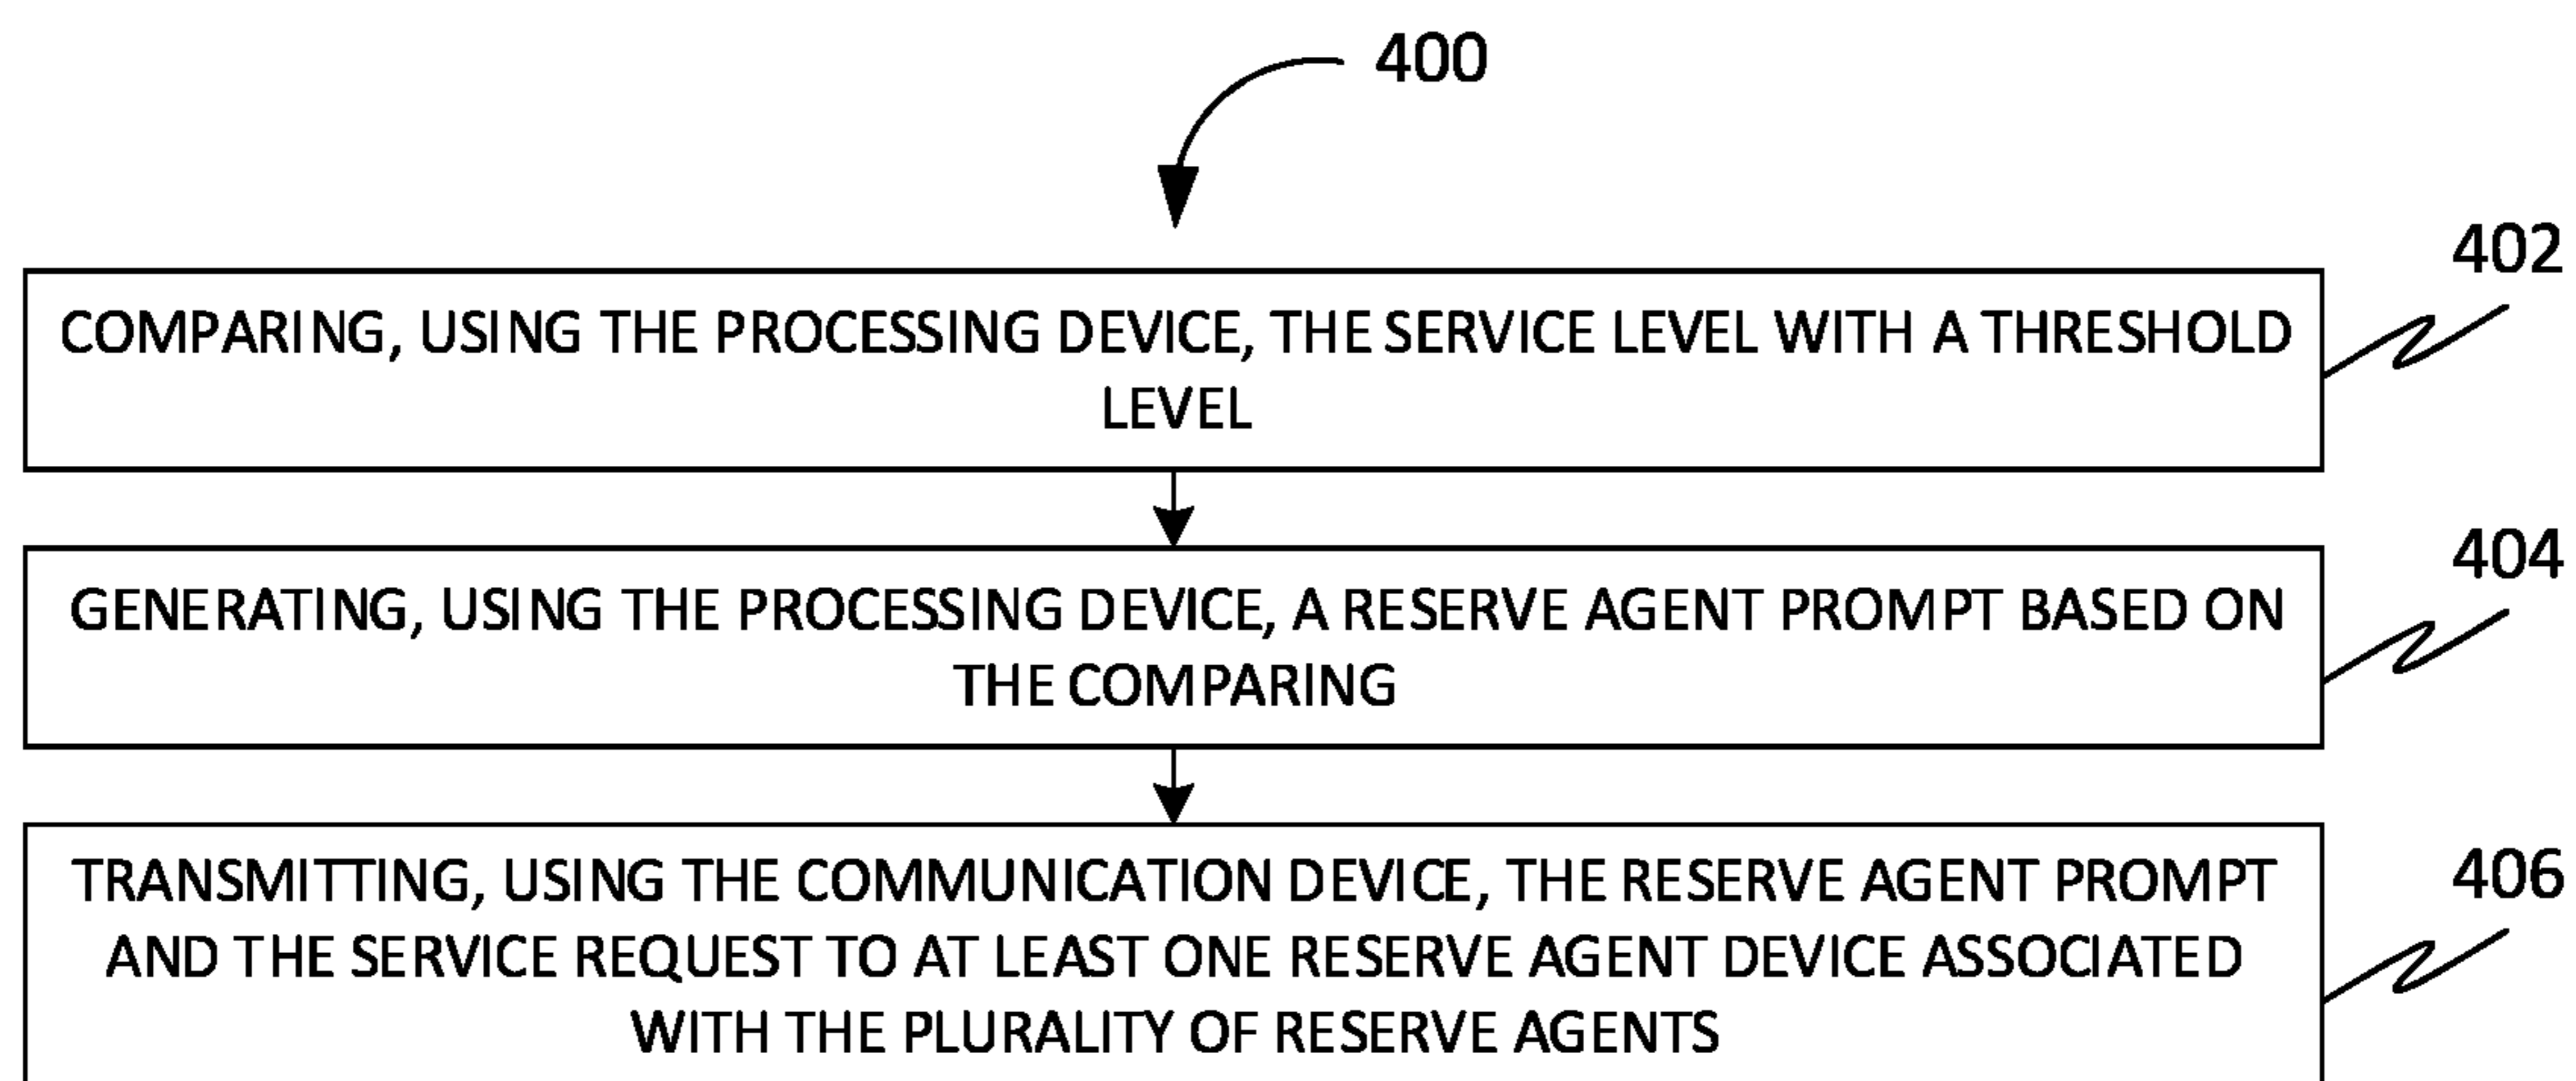 400
402
COMPARING, USING THE PROCESSING DEVICE, THE SERVICE LEVEL WITH A THRESHOLD
LEVEL
404
GENERATING, USING THE PROCESSING DEVICE, A RESERVE AGENT PROMPT BASED ON
THE COMPARING
406
TRANSMITTING, USING THE COMMUNICATION DEVICE, THE RESERVE AGENT PROMPT
AND THE SERVICE REQUEST TO AT LEAST ONE RESERVE AGENT DEVICE ASSOCIATED
WITH THE PLURALITY OF RESERVE AGENTS